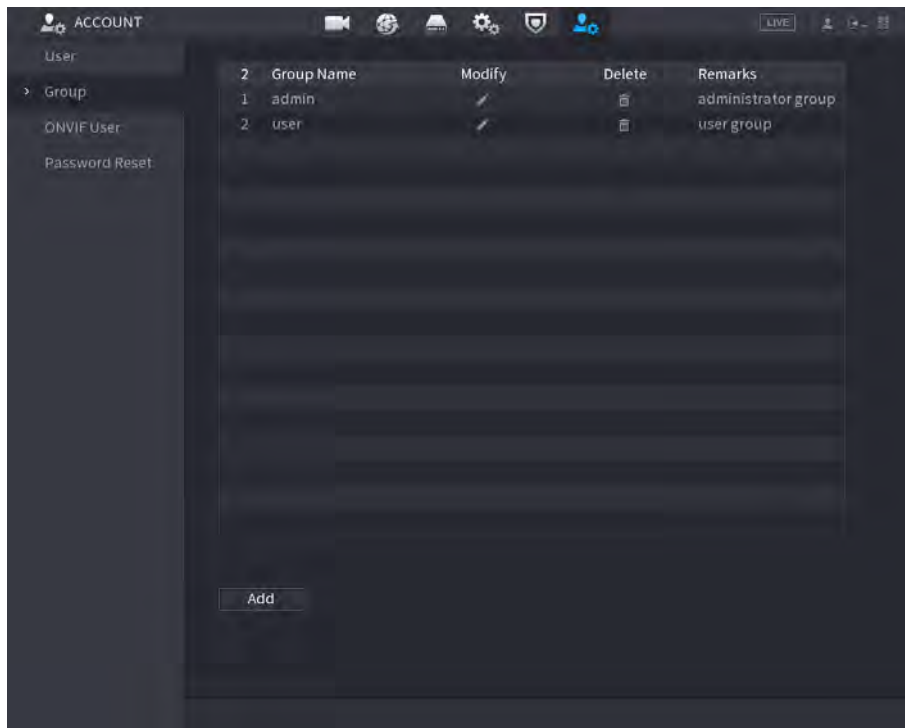 ACCOUNT
LIVE
User
Group
ONVIF User
Password Reset
2 Group Name Modify Delete Remarks
1 admin administrator group
2 user user group
Add